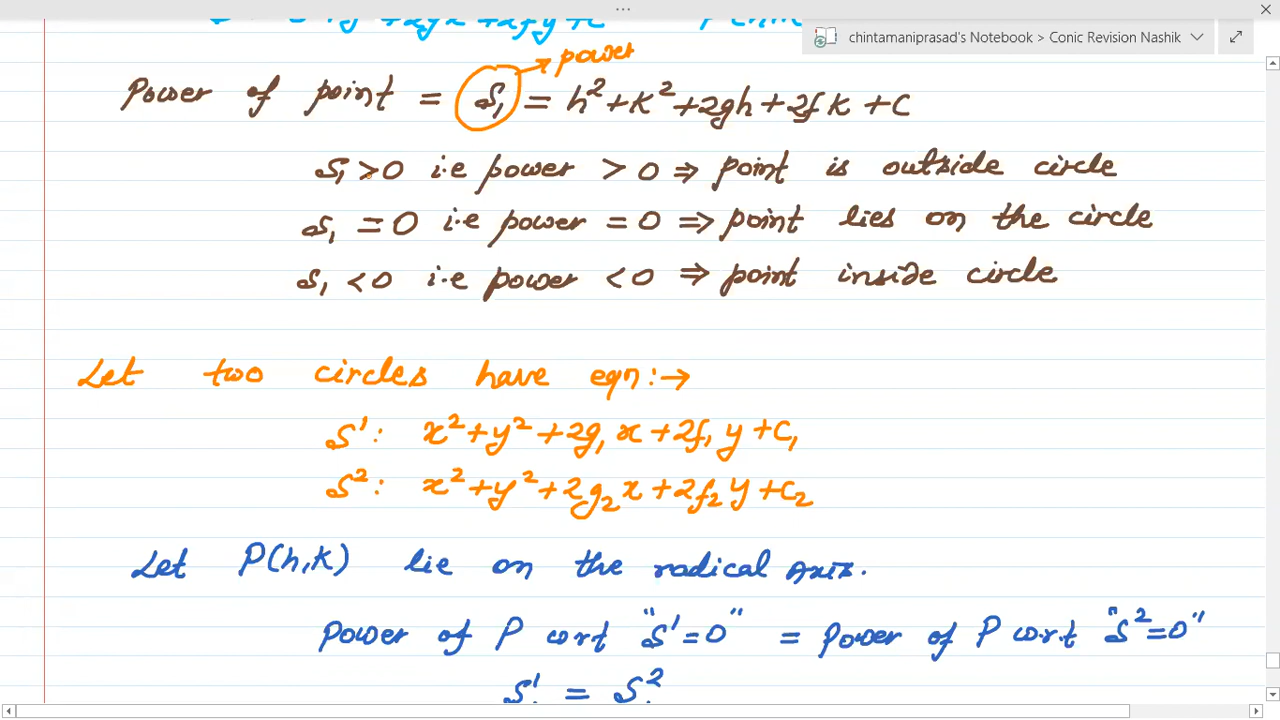 chintamaniprasad's Notebook > Conic Revision Nashik
power
Power of point = S₁ = h²+K²+2gh+2fK+C
S₁>0 i.e power > 0 ⇒ point is outside circle
S₁ = 0 i.e power = 0 ⇒ point lies on the circle
S₁ <0 i.e power <0 ⇒ point inside circle
Let two circles have eqn:→
S¹: x²+y²+2g₁x+2f₁y+C₁
S²: x²+y²+2g₂x+2f₂y+C₂
Let P(h,K) lie on the radical Axis.
Power of P wrt "S¹=0" = Power of P w.r.t "S²=0"
S₁¹ = S₁²